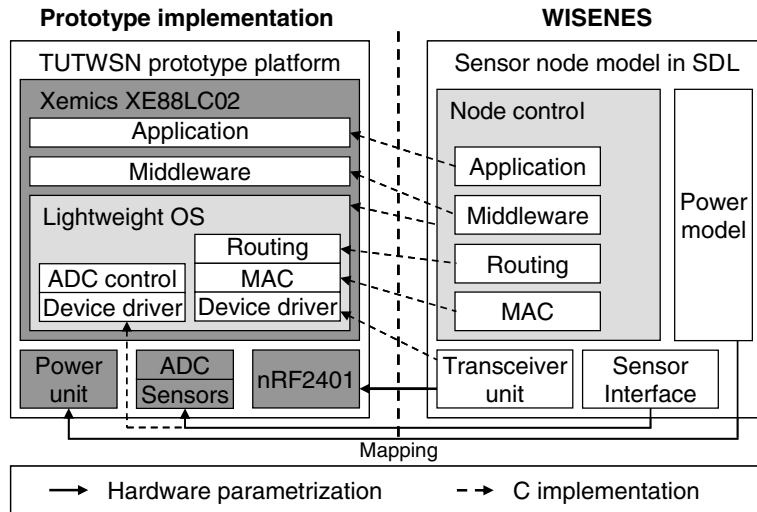 Prototype implementation
WISENES
TUTWSN prototype platform
Sensor node model in SDL
Xemics XE88LC02
Application
Middleware
Lightweight OS
Routing
ADC control
MAC
Device driver
Device driver
Power
unit
ADC
Sensors
nRF2401
Node control
Application
Middleware
Routing
MAC
Power
model
Transceiver
unit
Sensor
Interface
Mapping
Hardware parametrization
C implementation